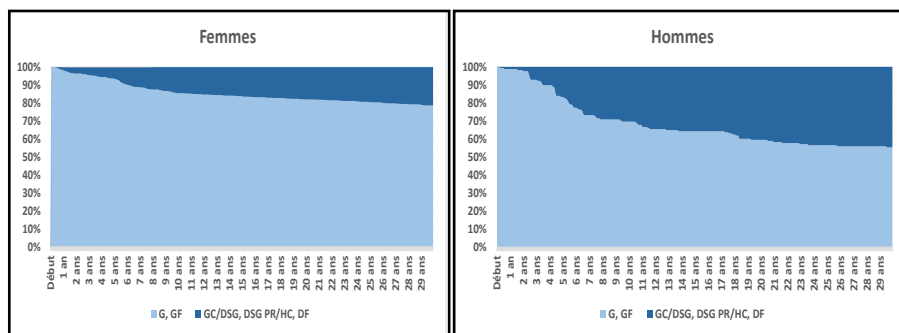 Femmes
100%
90%
80%
70%
60%
50%
40%
30%
20%
10%
0%
Début
1 an
2 ans
3 ans
4 ans
5 ans
6 ans
7 ans
8 ans
9 ans
10 ans
11 ans
12 ans
13 ans
14 ans
15 ans
16 ans
17 ans
18 ans
19 ans
20 ans
21 ans
22 ans
23 ans
24 ans
25 ans
26 ans
27 ans
28 ans
29 ans
G, GF
GC/DSG, DSG PR/HC, DF
Hommes
100%
90%
80%
70%
60%
50%
40%
30%
20%
10%
0%
Début
1 an
2 ans
3 ans
4 ans
5 ans
6 ans
7 ans
8 ans
9 ans
10 ans
11 ans
12 ans
13 ans
14 ans
15 ans
16 ans
17 ans
18 ans
19 ans
20 ans
21 ans
22 ans
23 ans
24 ans
25 ans
26 ans
27 ans
28 ans
29 ans
G, GF
GC/DSG, DSG PR/HC, DF